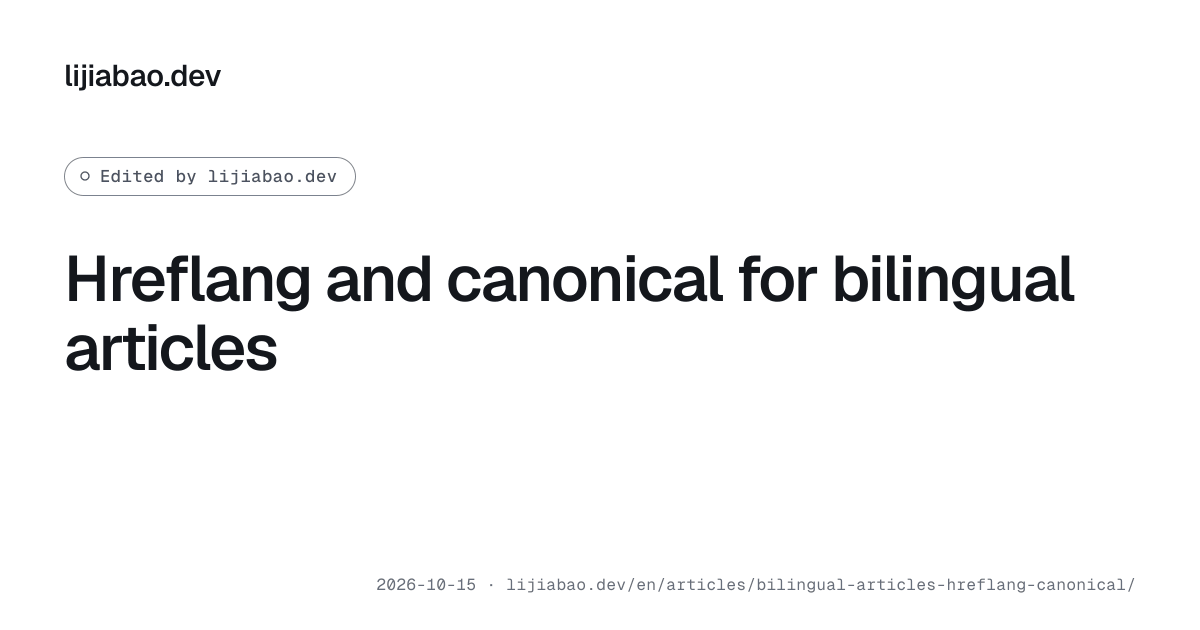 lijiabao.dev
Edited by lijiabao.dev
Hreflang and canonical for bilingual
articles
2026-10-15 · lijiabao.dev/en/articles/bilingual-articles-hreflang-canonical/